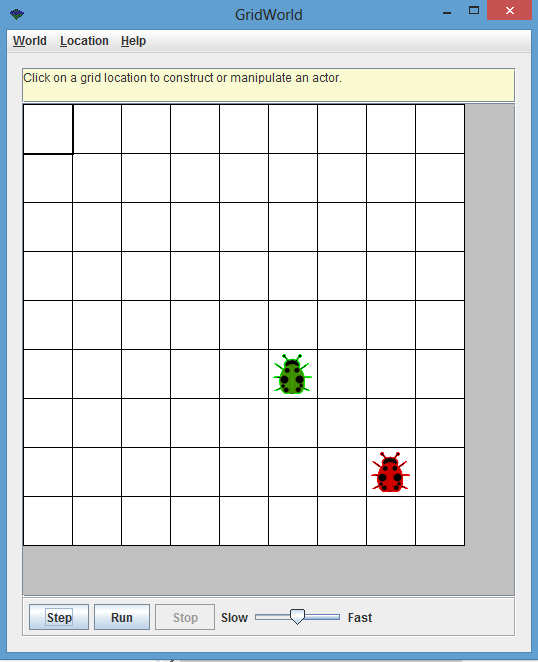 GridWorld
World Location Help
Click on a grid location to construct or manipulate an actor.
Step Run Stop Slow Fast